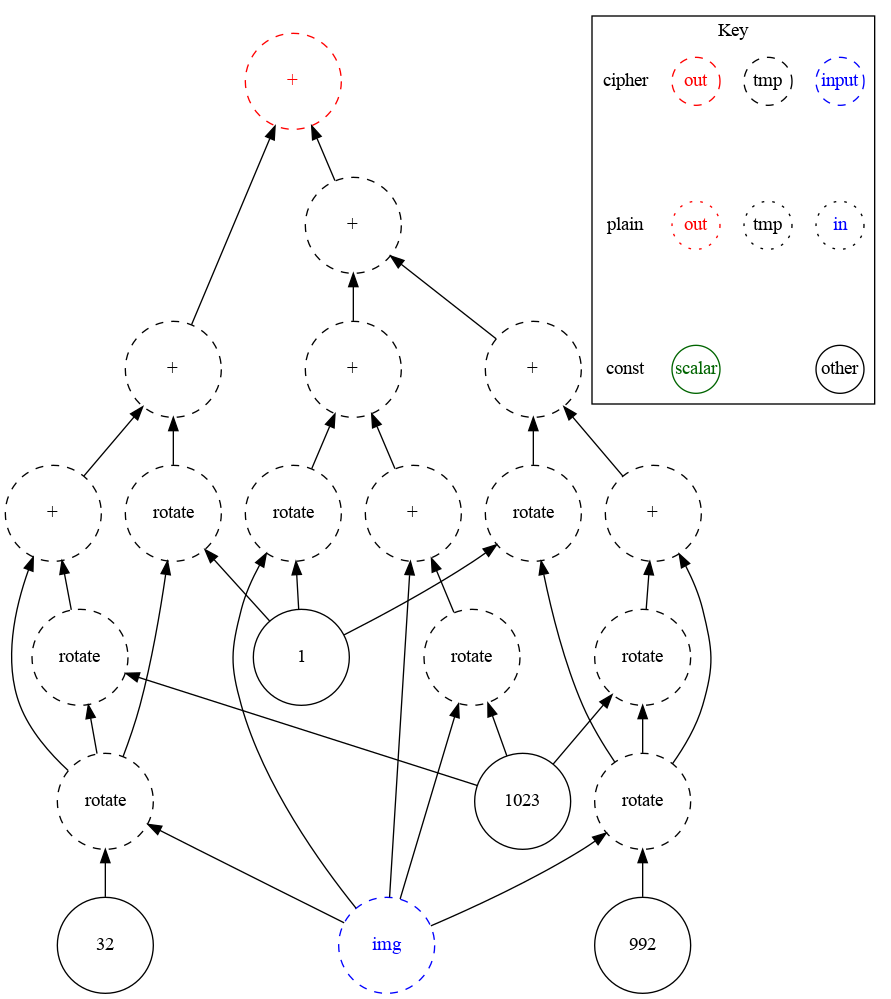 Key
+
cipher out tmp input
+
plain out tmp in
+ + +
const scalar other
+ rotate rotate + rotate +
rotate 1 rotate rotate
rotate 1023 rotate
32 img 992